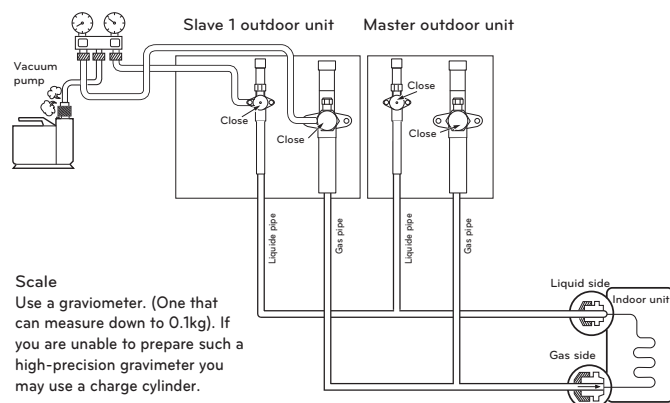 Slave 1 outdoor unit
Master outdoor unit
Vacuum
pump
Close
Close
Close
Close
Liquide pipe
Gas pipe
Liquide pipe
Gas pipe
Scale
Use a graviometer. (One that
can measure down to 0.1kg). If
you are unable to prepare such a
high-precision gravimeter you
may use a charge cylinder.
Liquid side
Indoor unit
Gas side